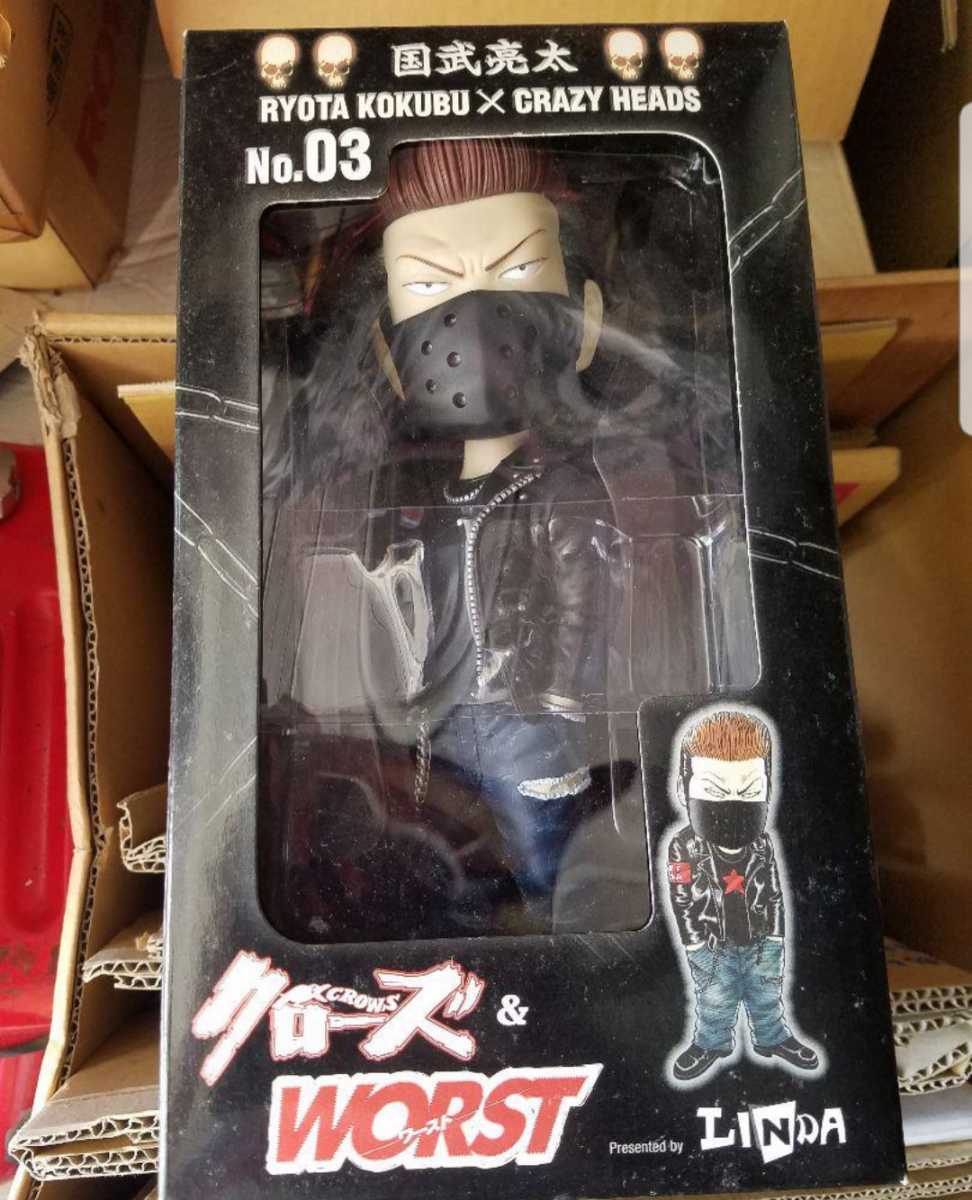 国武亮太
RYOTA KOKUBU × CRAZY HEADS
No.03
クローズ &
CROWS
WORST
ワースト
Presented by LINDA